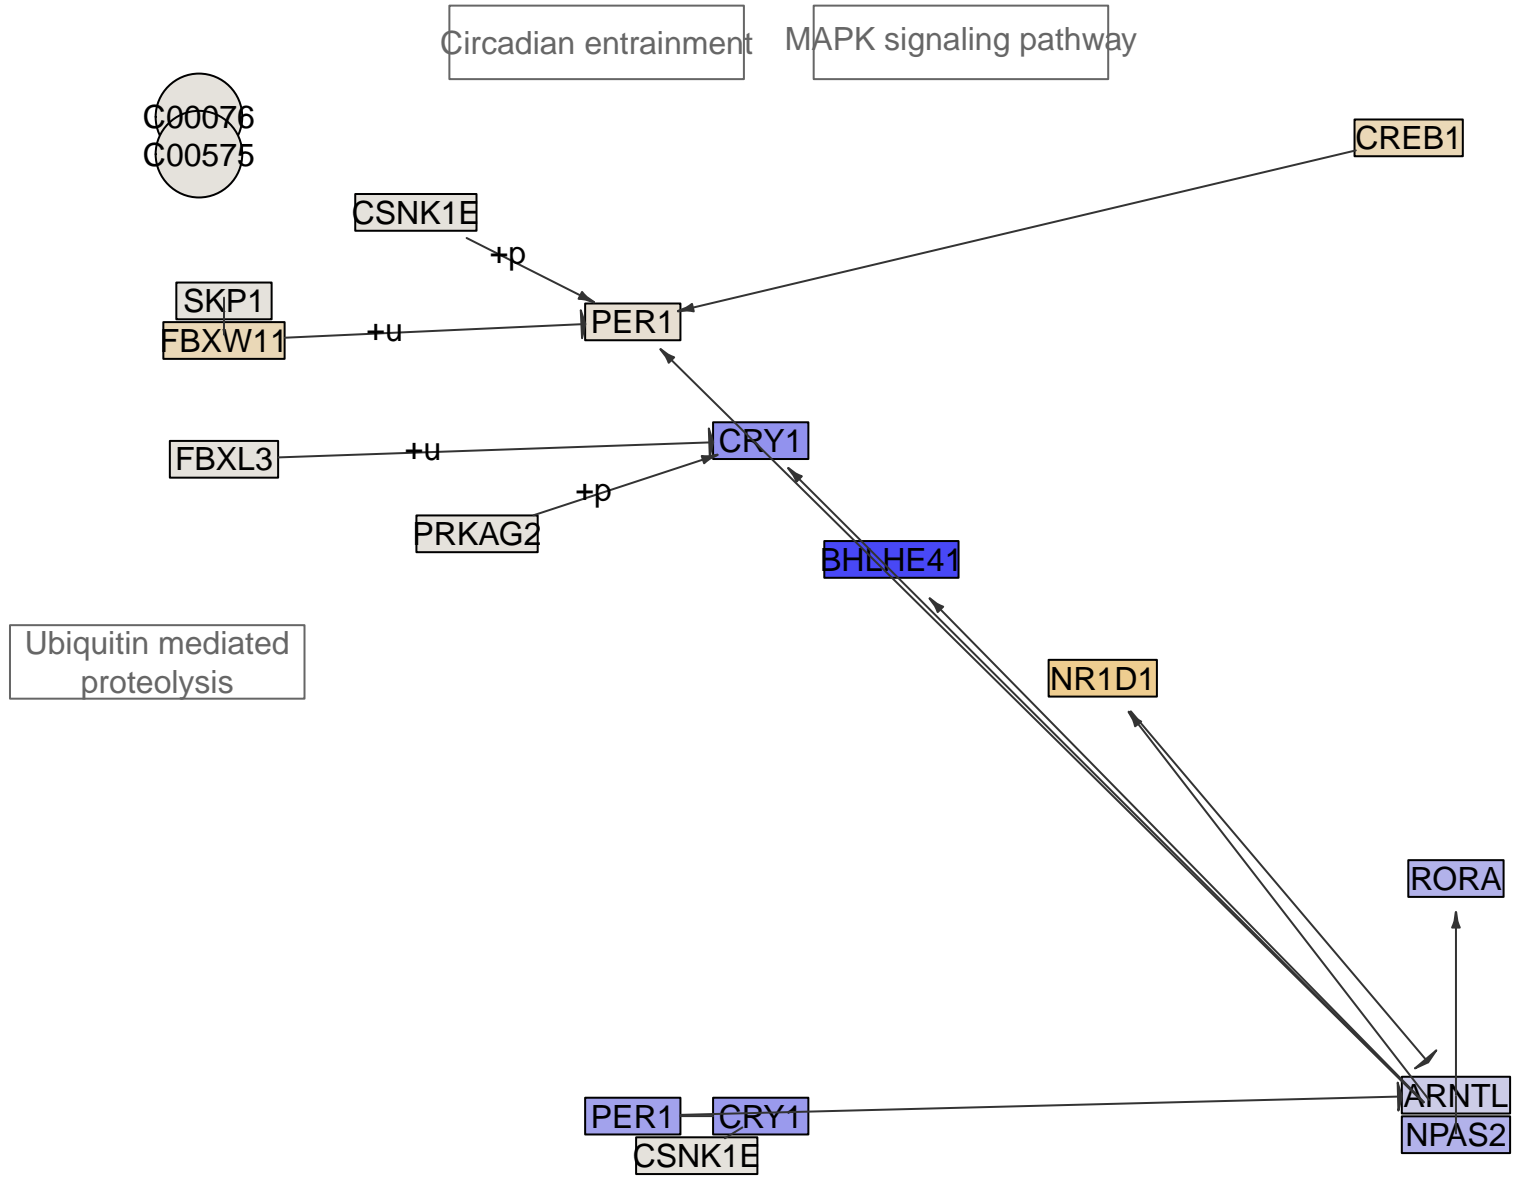 Circadian entrainment
MAPK signaling pathway
C00076
C00575
CREB1
CSNK1E
+p
SKP1
FBXW11
+u
PER1
FBXL3
+u
CRY1
+p
PRKAG2
BHLHE41
Ubiquitin mediated
proteolysis
NR1D1
RORA
ARNTL
NPAS2
PER1
CRY1
CSNK1E